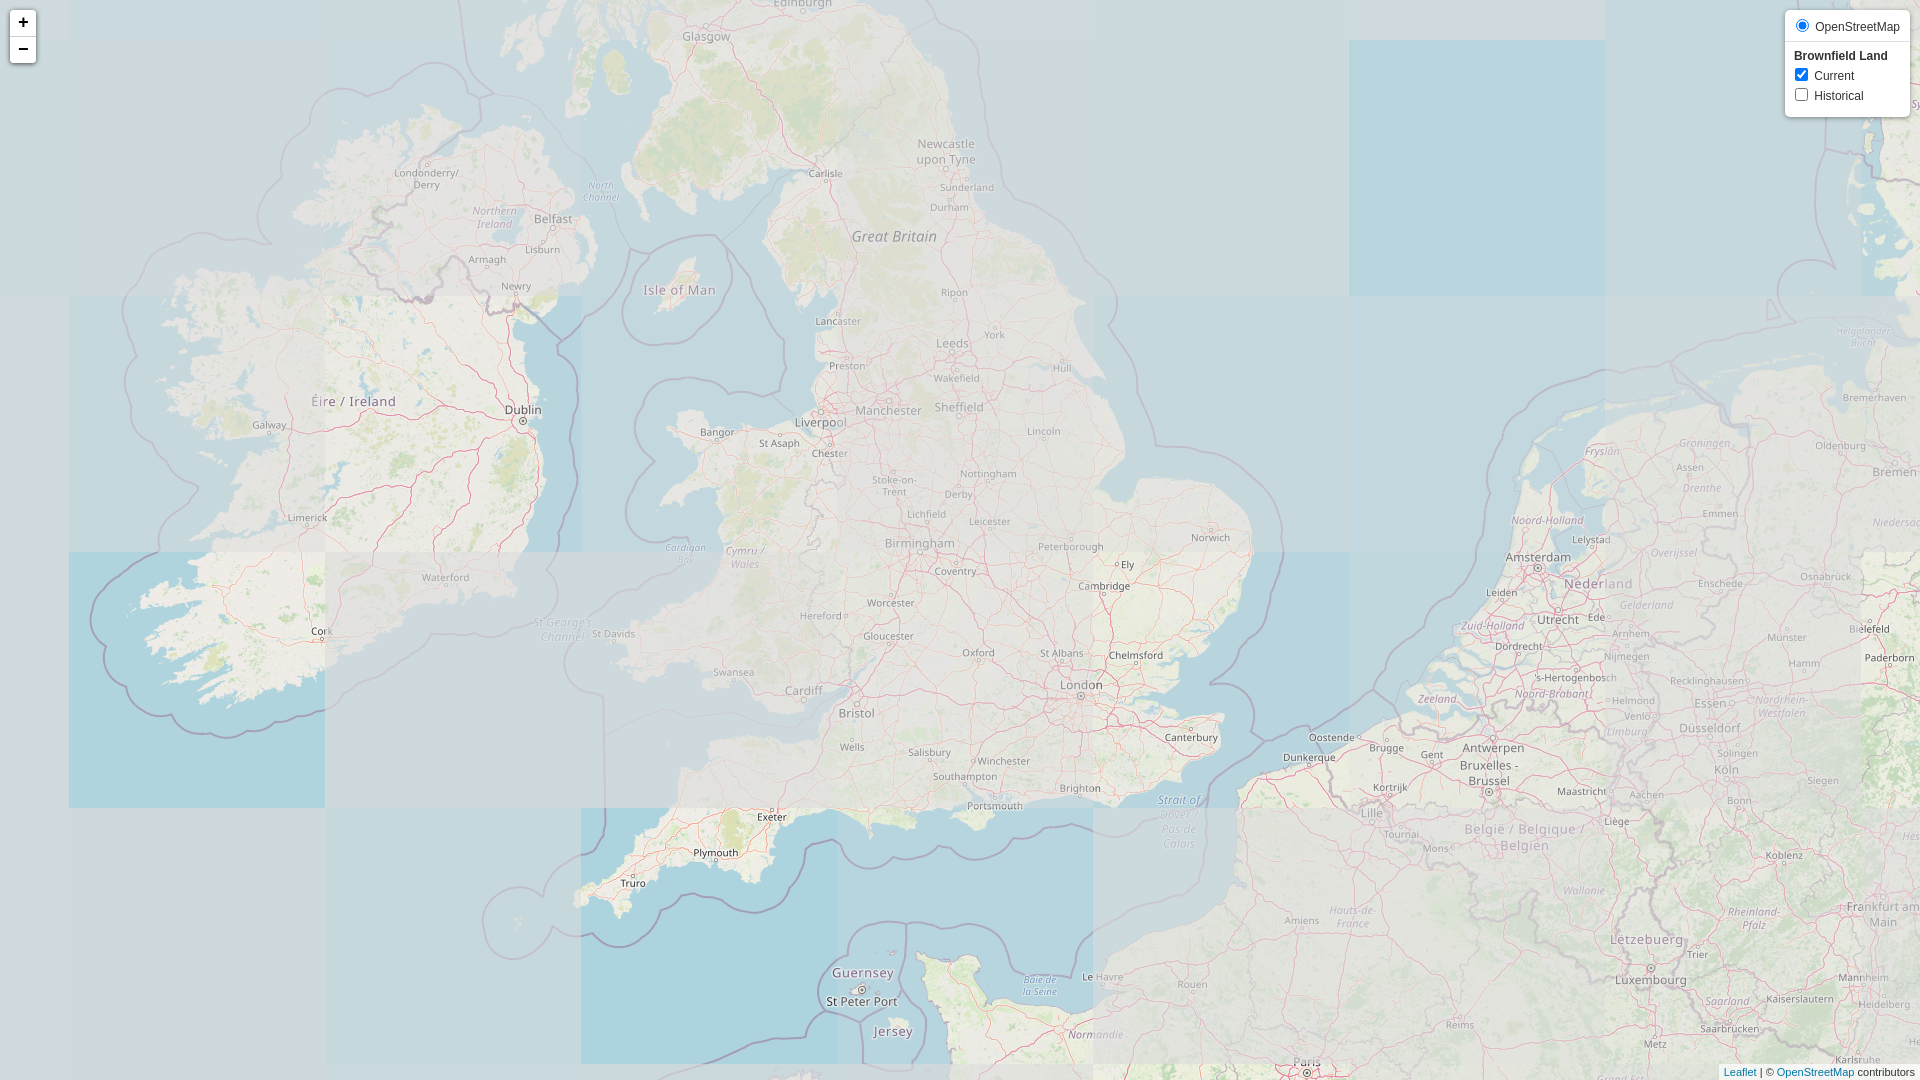 +
−
OpenStreetMap
Brownfield Land
Current
Historical
Edinburgh
Glasgow
Newcastle
upon Tyne
Carlisle
Londonderry/
Derry
North
Channel
Sunderland
Durham
Northern
Ireland
Belfast
Great Britain
Lisburn
Armagh
Newry
Isle of Man
Ripon
Lancaster
York
Helgoländer
Bucht
Leeds
Preston
Hull
Wakefield
Éire / Ireland
Bremerhaven
Dublin
Manchester
Sheffield
Galway
Liverpool
Bangor
Lincoln
St Asaph
Groningen
Oldenburg
Chester
Fryslân
Assen
Bremen
Nottingham
Stoke-on-
Trent
Drenthe
Derby
Limerick
Lichfield
Leicester
Emmen
Noord-Holland
Niedersac
Norwich
Lelystad
Birmingham
Peterborough
Cardigan
Bay
Cymru /
Wales
Overijssel
Amsterdam
Ely
Coventry
Waterford
Osnabrück
Enschede
Nederland
Cambridge
Leiden
Worcester
Gelderland
Hereford
Utrecht
Ede
St George's
Channel
Cork
St Davids
Zuid-Holland
Arnhem
Bielefeld
Gloucester
Münster
Dordrecht
Oxford
St Albans
Chelmsford
Nijmegen
Paderborn
Hamm
Swansea
's-Hertogenbosch
Recklinghausen
London
Cardiff
Zeeland
Noord-Brabant
Helmond
Nordrhein-
Westfalen
Essen
Bristol
Venlo
Düsseldorf
Limburg
Canterbury
Oostende
Wells
Brugge
Antwerpen
Salisbury
Gent
Solingen
Dunkerque
Winchester
Bruxelles -
Brussel
Köln
Southampton
Siegen
Brighton
Kortrijk
Maastricht
Aachen
Strait of
Dover /
Pas de
Calais
Bonn
Portsmouth
Exeter
Lille
Liège
België / Belgique /
Belgien
Tournai
Hes
Plymouth
Mons
Koblenz
Truro
Wallonie
Frankfurt am
Main
Hauts-de-
France
Rheinland-
Pfalz
Amiens
Lëtzebuerg
Trier
Guernsey
Le Havre
Mannheim
Baie de
la Seine
Rouen
Luxembourg
St Peter Port
Kaiserslautern
Saarland
Heidelberg
Jersey
Reims
Saarbrücken
Normandie
Metz
Karlsruhe
Paris
Grand Est
Leaflet | © OpenStreetMap contributors